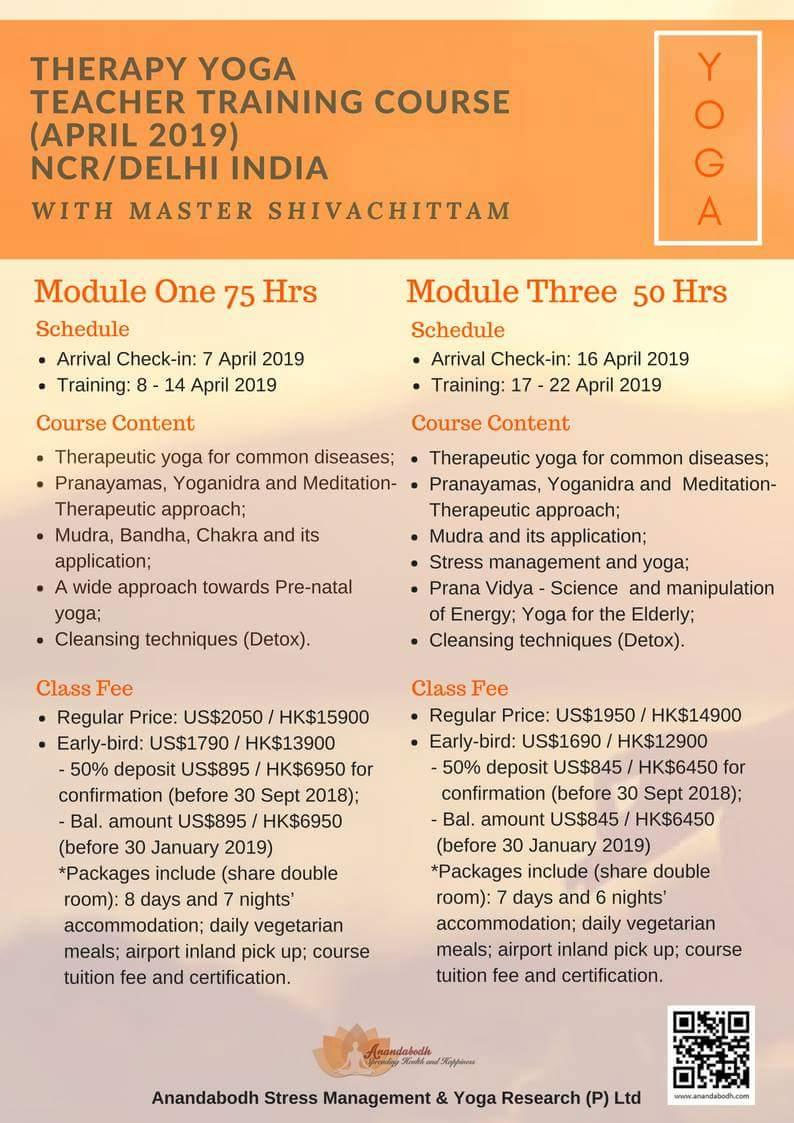 THERAPY YOGA
TEACHER TRAINING COURSE
(APRIL 2019)
NCR/DELHI INDIA
WITH MASTER SHIVACHITTAM
Y
O
G
A
Module One 75 Hrs
Schedule
• Arrival Check-in: 7 April 2019
• Training: 8 - 14 April 2019
Course Content
• Therapeutic yoga for common diseases;
• Pranayamas, Yoganidra and Meditation-
Therapeutic approach;
• Mudra, Bandha, Chakra and its
application;
• A wide approach towards Pre-natal
yoga;
• Cleansing techniques (Detox).
Class Fee
• Regular Price: US$2050 / HK$15900
• Early-bird: US$1790 / HK$13900
- 50% deposit US$895 / HK$6950 for
confirmation (before 30 Sept 2018);
- Bal. amount US$895 / HK$6950
(before 30 January 2019)
*Packages include (share double
room): 8 days and 7 nights’
accommodation; daily vegetarian
meals; airport inland pick up; course
tuition fee and certification.
Module Three 50 Hrs
Schedule
• Arrival Check-in: 16 April 2019
• Training: 17 - 22 April 2019
Course Content
• Therapeutic yoga for common diseases;
• Pranayamas, Yoganidra and Meditation-
Therapeutic approach;
• Mudra and its application;
• Stress management and yoga;
• Prana Vidya - Science and manipulation
of Energy; Yoga for the Elderly;
• Cleansing techniques (Detox).
Class Fee
• Regular Price: US$1950 / HK$14900
• Early-bird: US$1690 / HK$12900
- 50% deposit US$845 / HK$6450 for
confirmation (before 30 Sept 2018);
- Bal. amount US$845 / HK$6450
(before 30 January 2019)
*Packages include (share double
room): 7 days and 6 nights’
accommodation; daily vegetarian
meals; airport inland pick up; course
tuition fee and certification.
Anandabodh
Spreading Health and Happiness
Anandabodh Stress Management & Yoga Research (P) Ltd
www.anandabodh.com